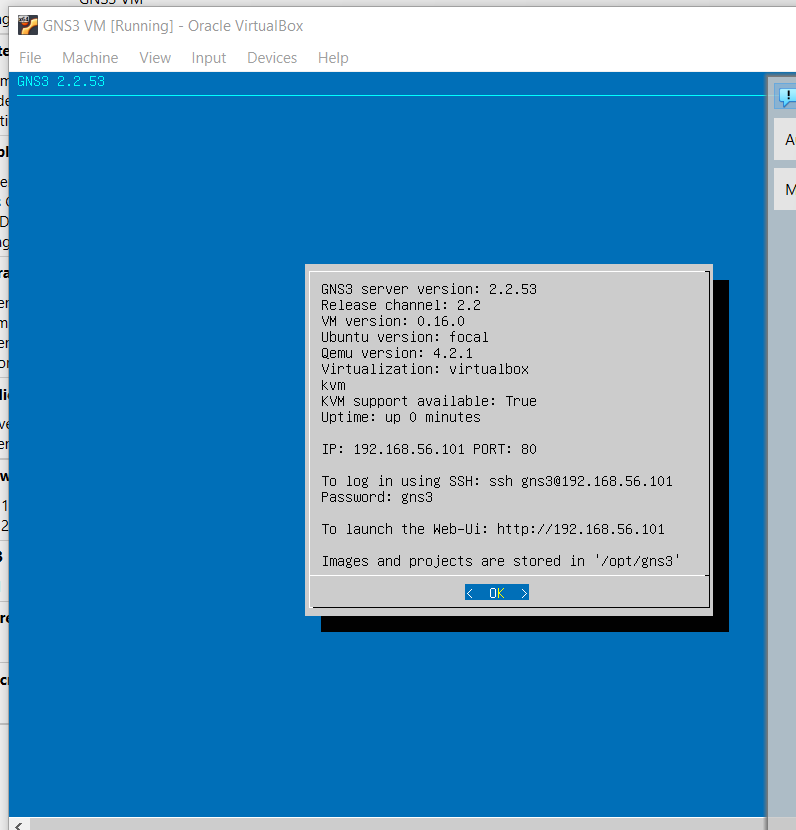 GNS3 VM [Running] - Oracle VirtualBox
File Machine View Input Devices Help
GNS3 2.2.53
GNS3 server version: 2.2.53
Release channel: 2.2
VM version: 0.16.0
Ubuntu version: focal
Qemu version: 4.2.1
Virtualization: virtualbox
kvm
KVM support available: True
Uptime: up 0 minutes
IP: 192.168.56.101 PORT: 80
To log in using SSH: ssh gns3@192.168.56.101
Password: gns3
To launch the Web-Ui: http://192.168.56.101
Images and projects are stored in '/opt/gns3'
< OK >